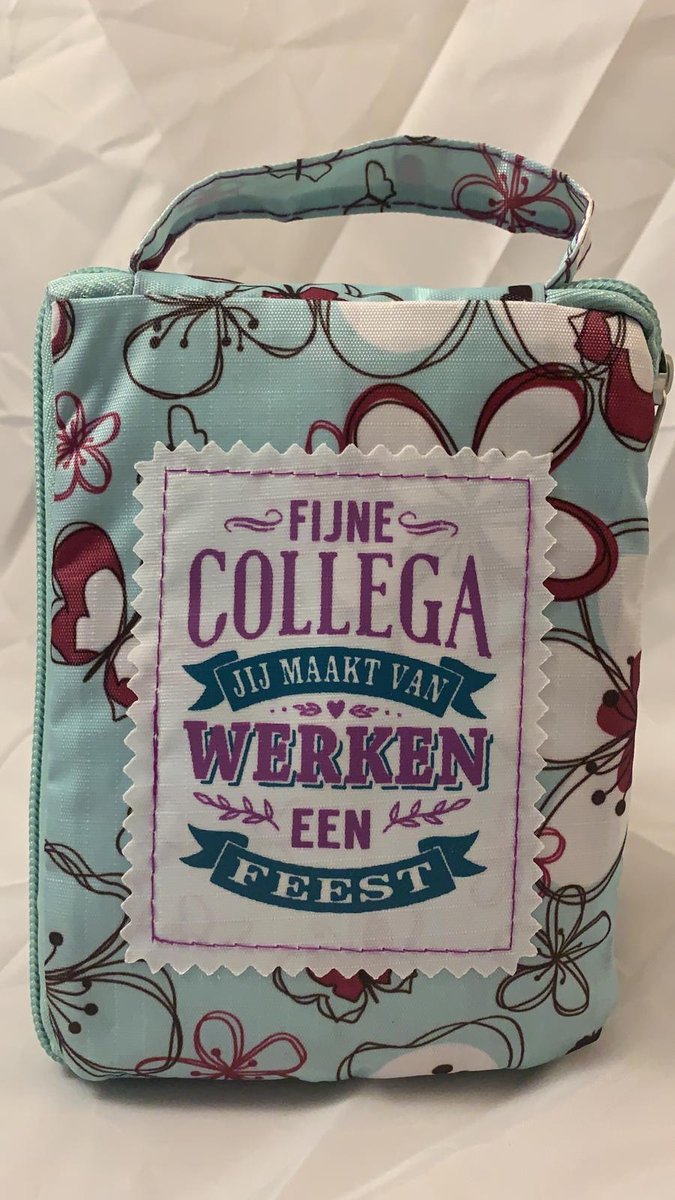 FIJNE
COLLEGA
JIJ MAAKT VAN
WERKEN
EEN
FEEST